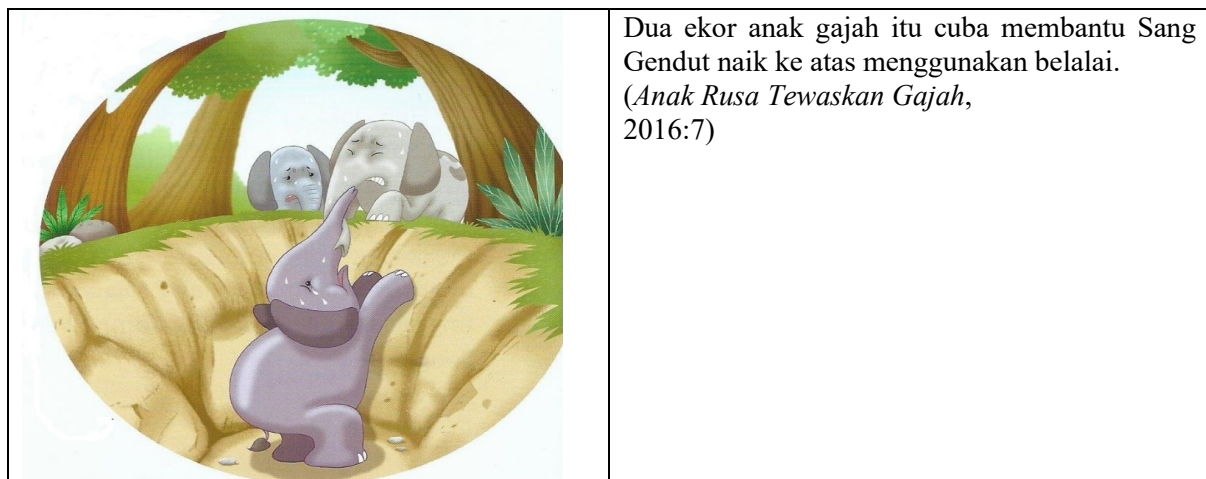 Dua ekor anak gajah itu cuba membantu Sang
Gendut naik ke atas menggunakan belalai.
(Anak Rusa Tewaskan Gajah,
2016:7)